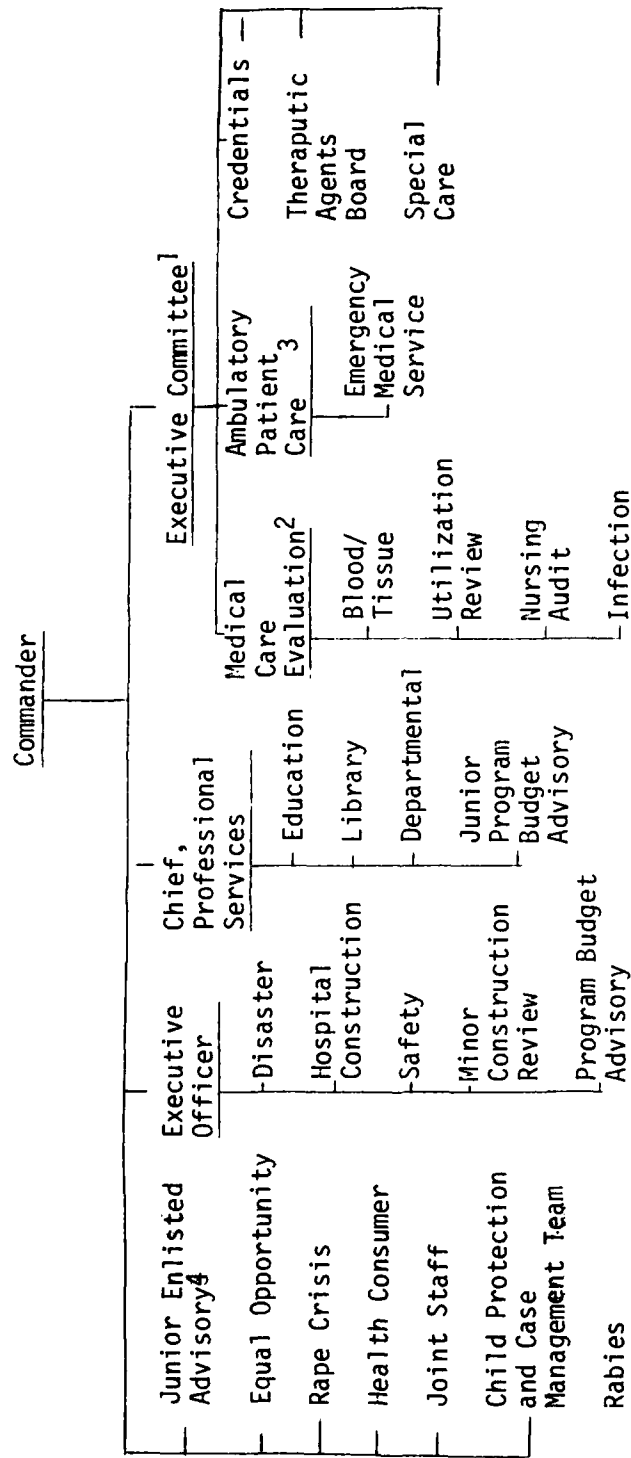 Commander
Junior Enlisted
Advisory4
Equal Opportunity
Rape Crisis
Health Consumer
Joint Staff
Child Protection
and Case
Management Team
Rabies
Executive
Officer
Disaster
Hospital
Construction
Safety
Minor
Construction
Review
Program Budget
Advisory
Chief,
Professional
Services
Education
Library
Departmental
Junior
Program
Budget
Advisory
Executive Committee1
Medical
Care
Evaluation2
Blood/
Tissue
Utilization
Review
Nursing
Audit
Infection
Ambulatory
Patient
Care 3
Emergency
Medical
Service
Credentials
Theraputic
Agents
Board
Special
Care